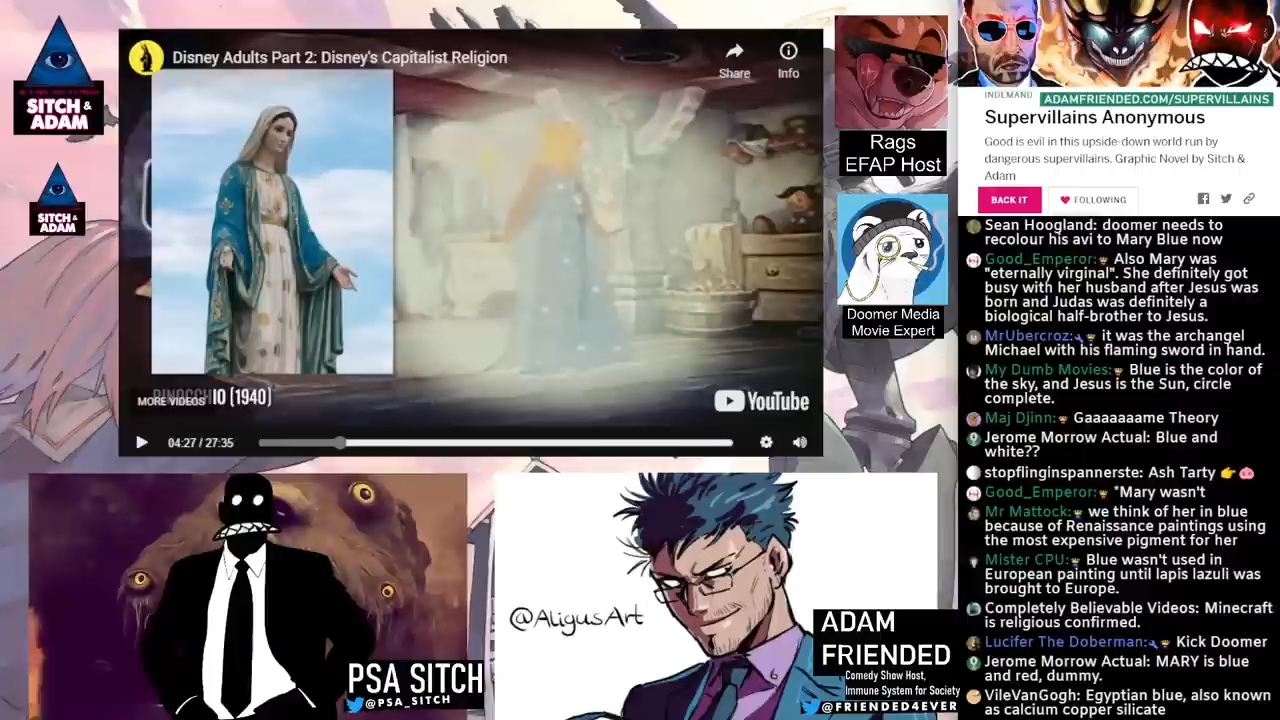 SITCH &
ADAM
SITCH &
ADAM
Disney Adults Part 2: Disney's Capitalist Religion
Share
Info
MORE VIDEOS
IO (1940)
YouTube
04:27 / 27:35
Rags
EFAP Host
Doomer Media
Movie Expert
@AligusArt
PSA SITCH
@PSA_SITCH
ADAM
FRIENDED
Comedy Show Host,
Immune System for Society
@FRIENDED4EVER
INDEMAND
ADAMFRIENDED.COM/SUPERVILLAINS
Supervillains Anonymous
Good is evil in this upside-down world run by
dangerous supervillains. Graphic Novel by Sitch &
Adam
BACK IT
FOLLOWING
Sean Hoogland: doomer needs to
recolour his avi to Mary Blue now
Good_Emperor: Also Mary was
"eternally virginal". She definitely got
busy with her husband after Jesus was
born and Judas was definitely a
biological half-brother to Jesus.
MrUbercroz: it was the archangel
Michael with his flaming sword in hand.
My Dumb Movies: Blue is the color of
the sky, and Jesus is the Sun, circle
complete.
Maj Djinn: Gaaaaaaame Theory
Jerome Morrow Actual: Blue and
white??
stopflinginspannerste: Ash Tarty 👉🐽
Good_Emperor: *Mary wasn't
Mr Mattock: we think of her in blue
because of Renaissance paintings using
the most expensive pigment for her
Mister CPU: Blue wasn't used in
European painting until lapis lazuli was
brought to Europe.
Completely Believable Videos: Minecraft
is religious confirmed.
Lucifer The Doberman: Kick Doomer
Jerome Morrow Actual: MARY is blue
and red, dummy.
VileVanGogh: Egyptian blue, also known
as calcium copper silicate